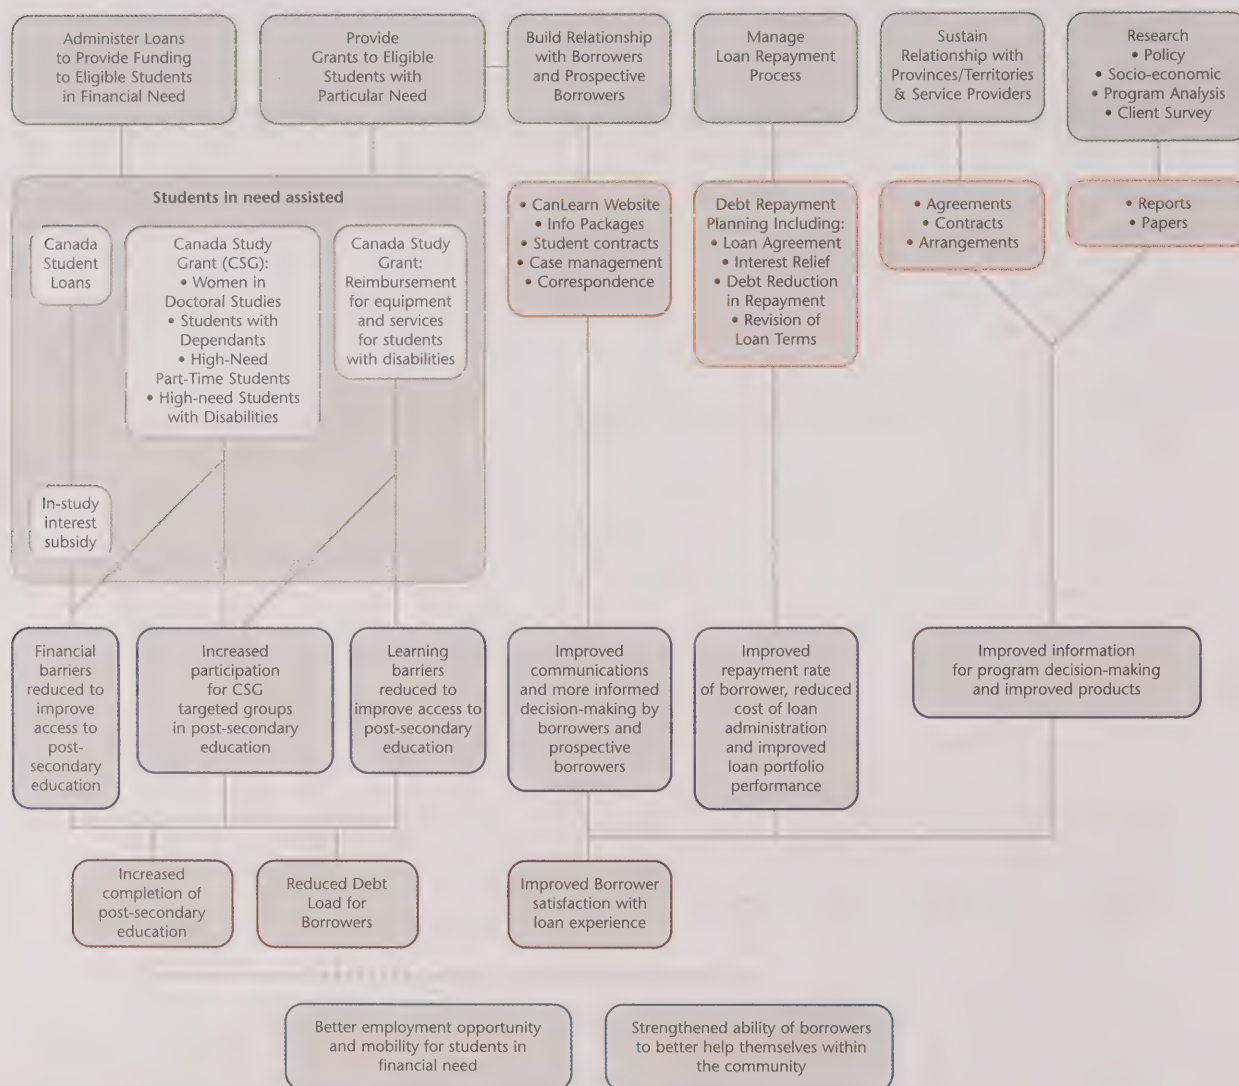 Administer Loans
to Provide Funding
to Eligible Students
in Financial Need
Provide
Grants to Eligible
Students with
Particular Need
Build Relationship
with Borrowers
and Prospective
Borrowers
Manage
Loan Repayment
Process
Sustain
Relationship with
Provinces/Territories
& Service Providers
Research
• Policy
• Socio-economic
• Program Analysis
• Client Survey
Students in need assisted
Canada
Student
Loans
Canada Study
Grant (CSG):
• Women in
Doctoral Studies
• Students with
Dependants
• High-Need
Part-Time Students
• High-need Students
with Disabilities
Canada Study
Grant:
Reimbursement
for equipment
and services
for students
with disabilities
In-study
interest
subsidy
• CanLearn Website
• Info Packages
• Student contracts
• Case management
• Correspondence
Debt Repayment
Planning Including:
• Loan Agreement
• Interest Relief
• Debt Reduction
in Repayment
• Revision of
Loan Terms
• Agreements
• Contracts
• Arrangements
• Reports
• Papers
Financial
barriers
reduced to
improve
access to
post-
secondary
education
Increased
participation
for CSG
targeted groups
in post-secondary
education
Learning
barriers
reduced to
improve access to
post-secondary
education
Improved
communications
and more informed
decision-making by
borrowers and
prospective
borrowers
Improved
repayment rate
of borrower, reduced
cost of loan
administration
and improved
loan portfolio
performance
Improved information
for program decision-making
and improved products
Increased
completion of
post-secondary
education
Reduced Debt
Load for
Borrowers
Improved Borrower
satisfaction with
loan experience
Better employment opportunity
and mobility for students in
financial need
Strengthened ability of borrowers
to better help themselves within
the community